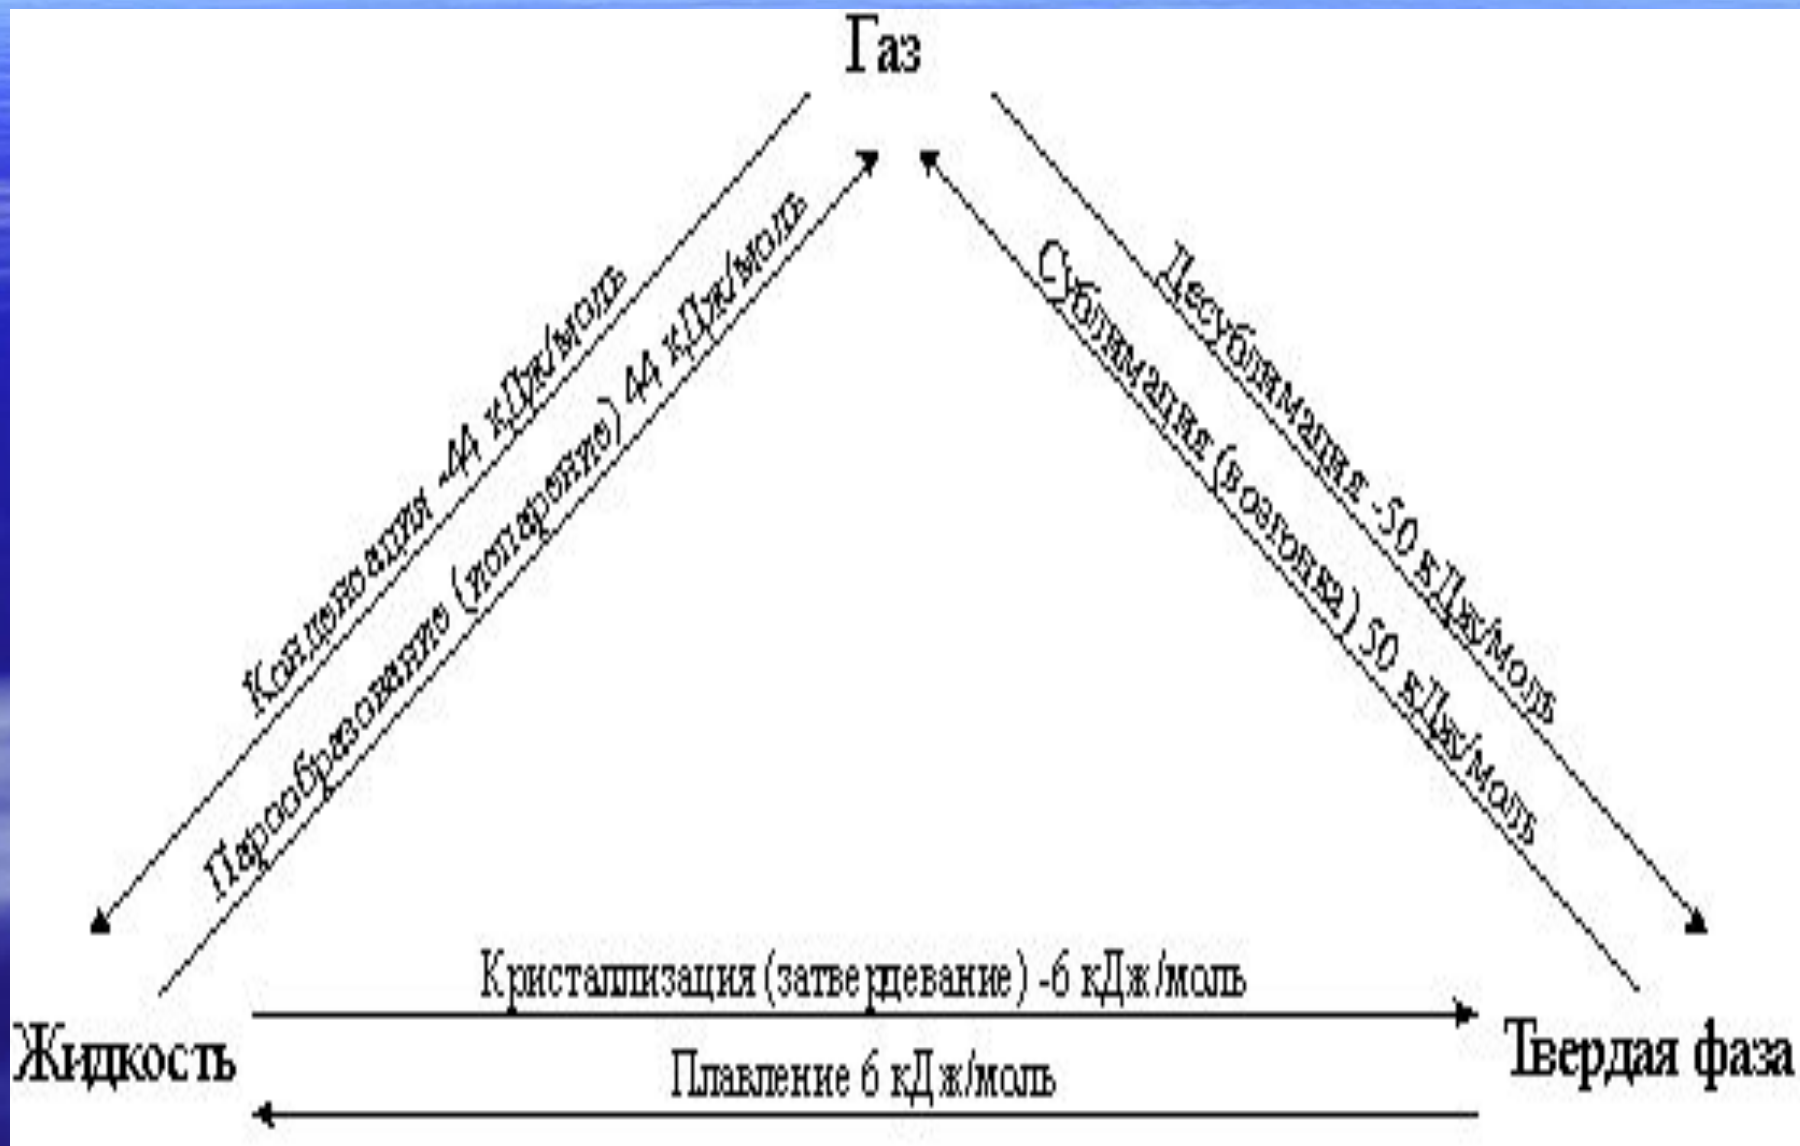 Газ
Конденсация -44 кДж/моль
Парообразование (испарение) 44 кДж/моль
Десублимация -50 кДж/моль
Сублимация (возгонка) 50 кДж/моль
Кристаллизация (затвердевание) -6 кДж/моль
Жидкость
Твердая фаза
Плавление 6 кДж/моль